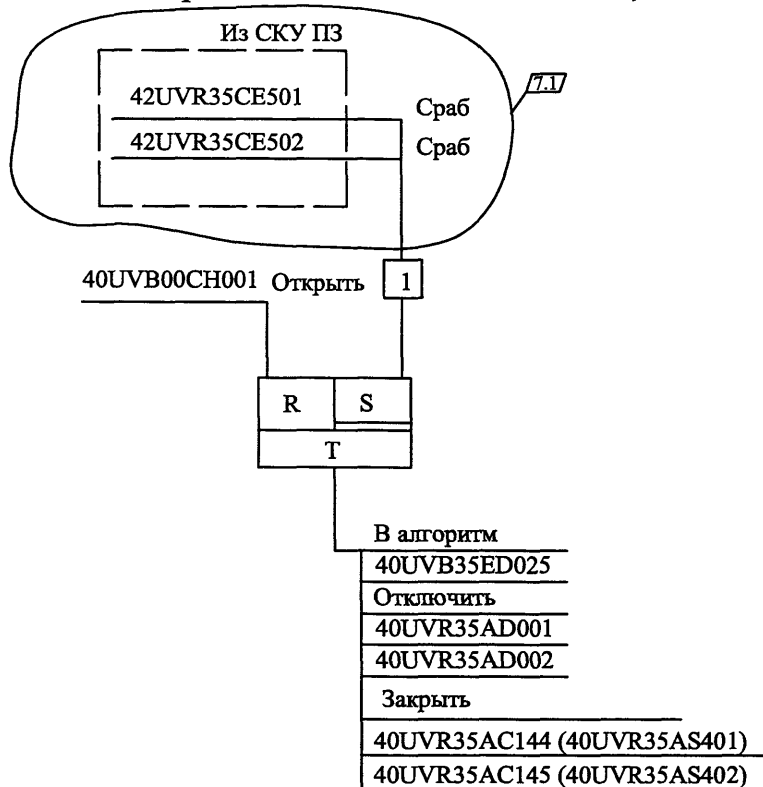 Из СКУ ПЗ
7.1
42UVR35CE501 Сраб
42UVR35CE502 Сраб
40UVB00CH001 Открыть 1
R S
T
В алгоритм
40UVB35ED025
Отключить
40UVR35AD001
40UVR35AD002
Закрыть
40UVR35AC144 (40UVR35AS401)
40UVR35AC145 (40UVR35AS402)